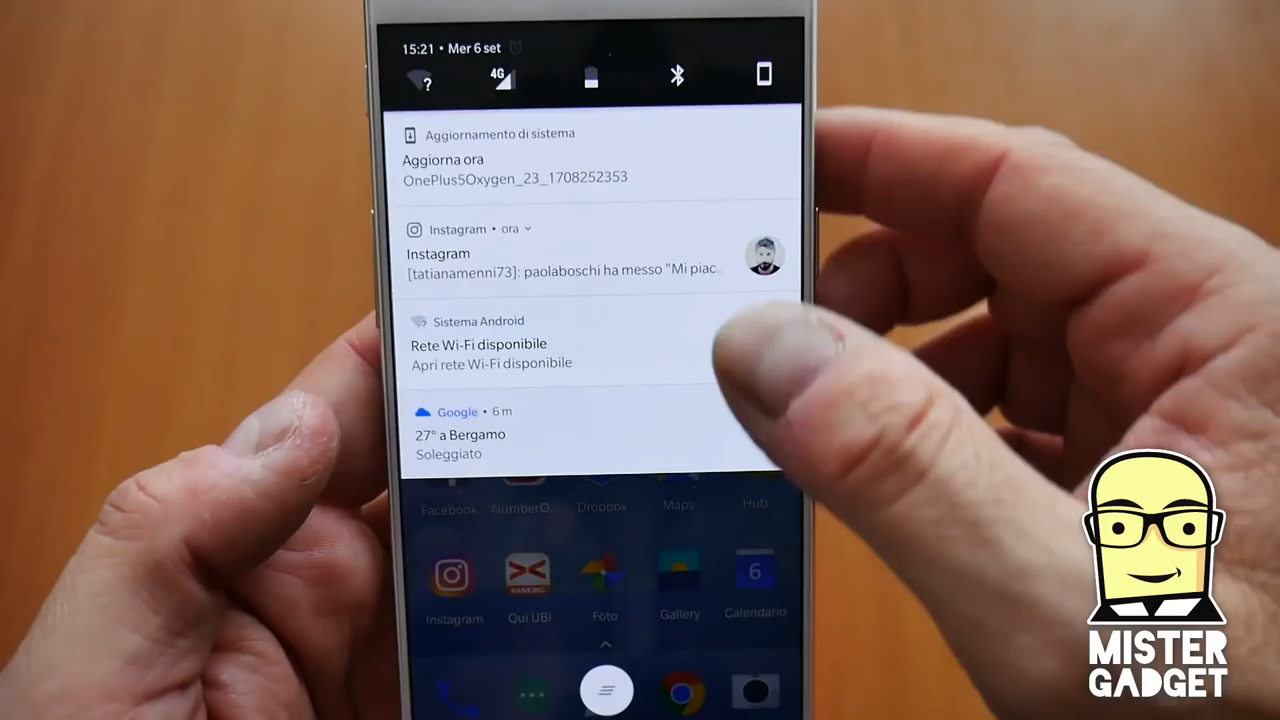 15:21 • Mer 6 set
4G
Aggiornamento di sistema
Aggiorna ora
OnePlus5Oxygen_23_1708252353
Instagram • ora
Instagram
[tatianamenni73]: paolaboschi ha messo "Mi piac..
Sistema Android
Rete Wi-Fi disponibile
Apri rete Wi-Fi disponibile
Google • 6 m
27° a Bergamo
Soleggiato
Facebook NumberO.. Dropbox Maps Hub
BANKING 6
Instagram Qui UBI Foto Gallery Calendario
MISTER
GADGET